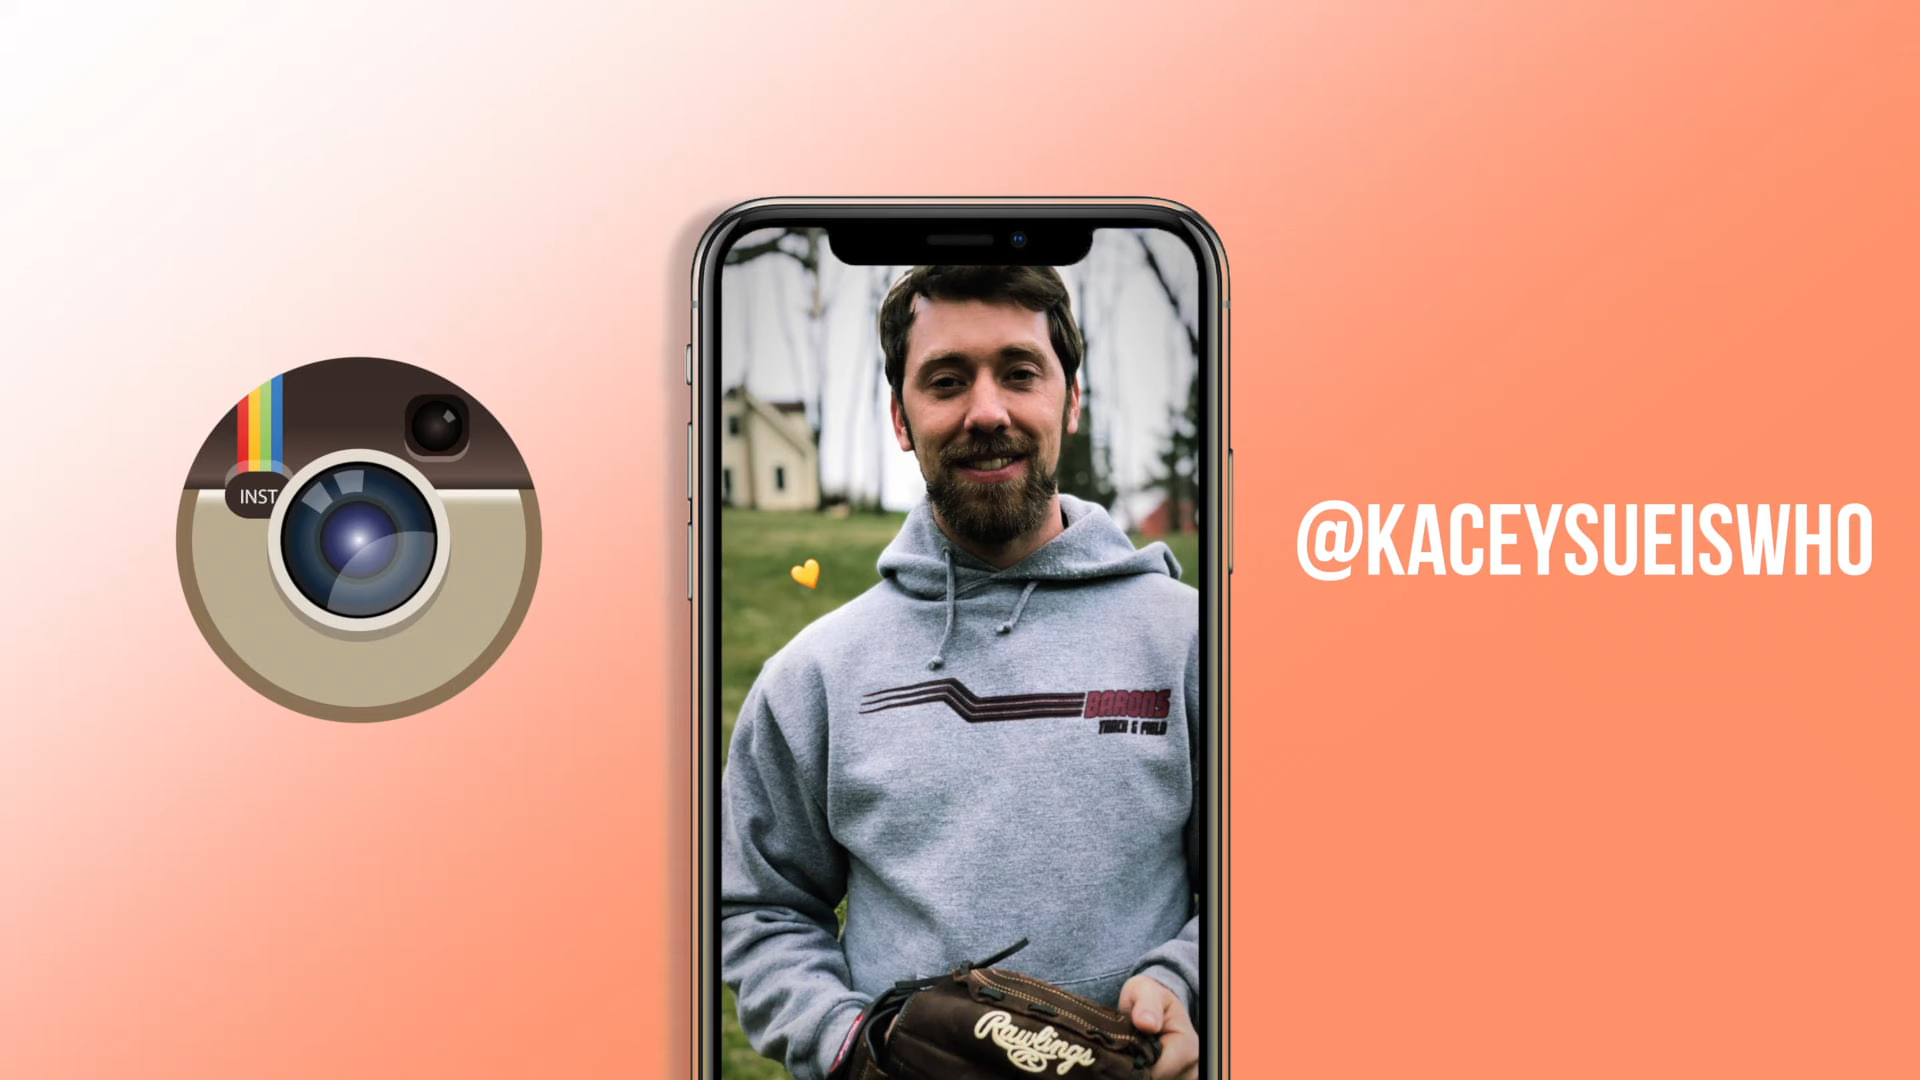 INST
@KACEYSUEISWHO
BARONS
TRACK & FIELD
Rawlings
R